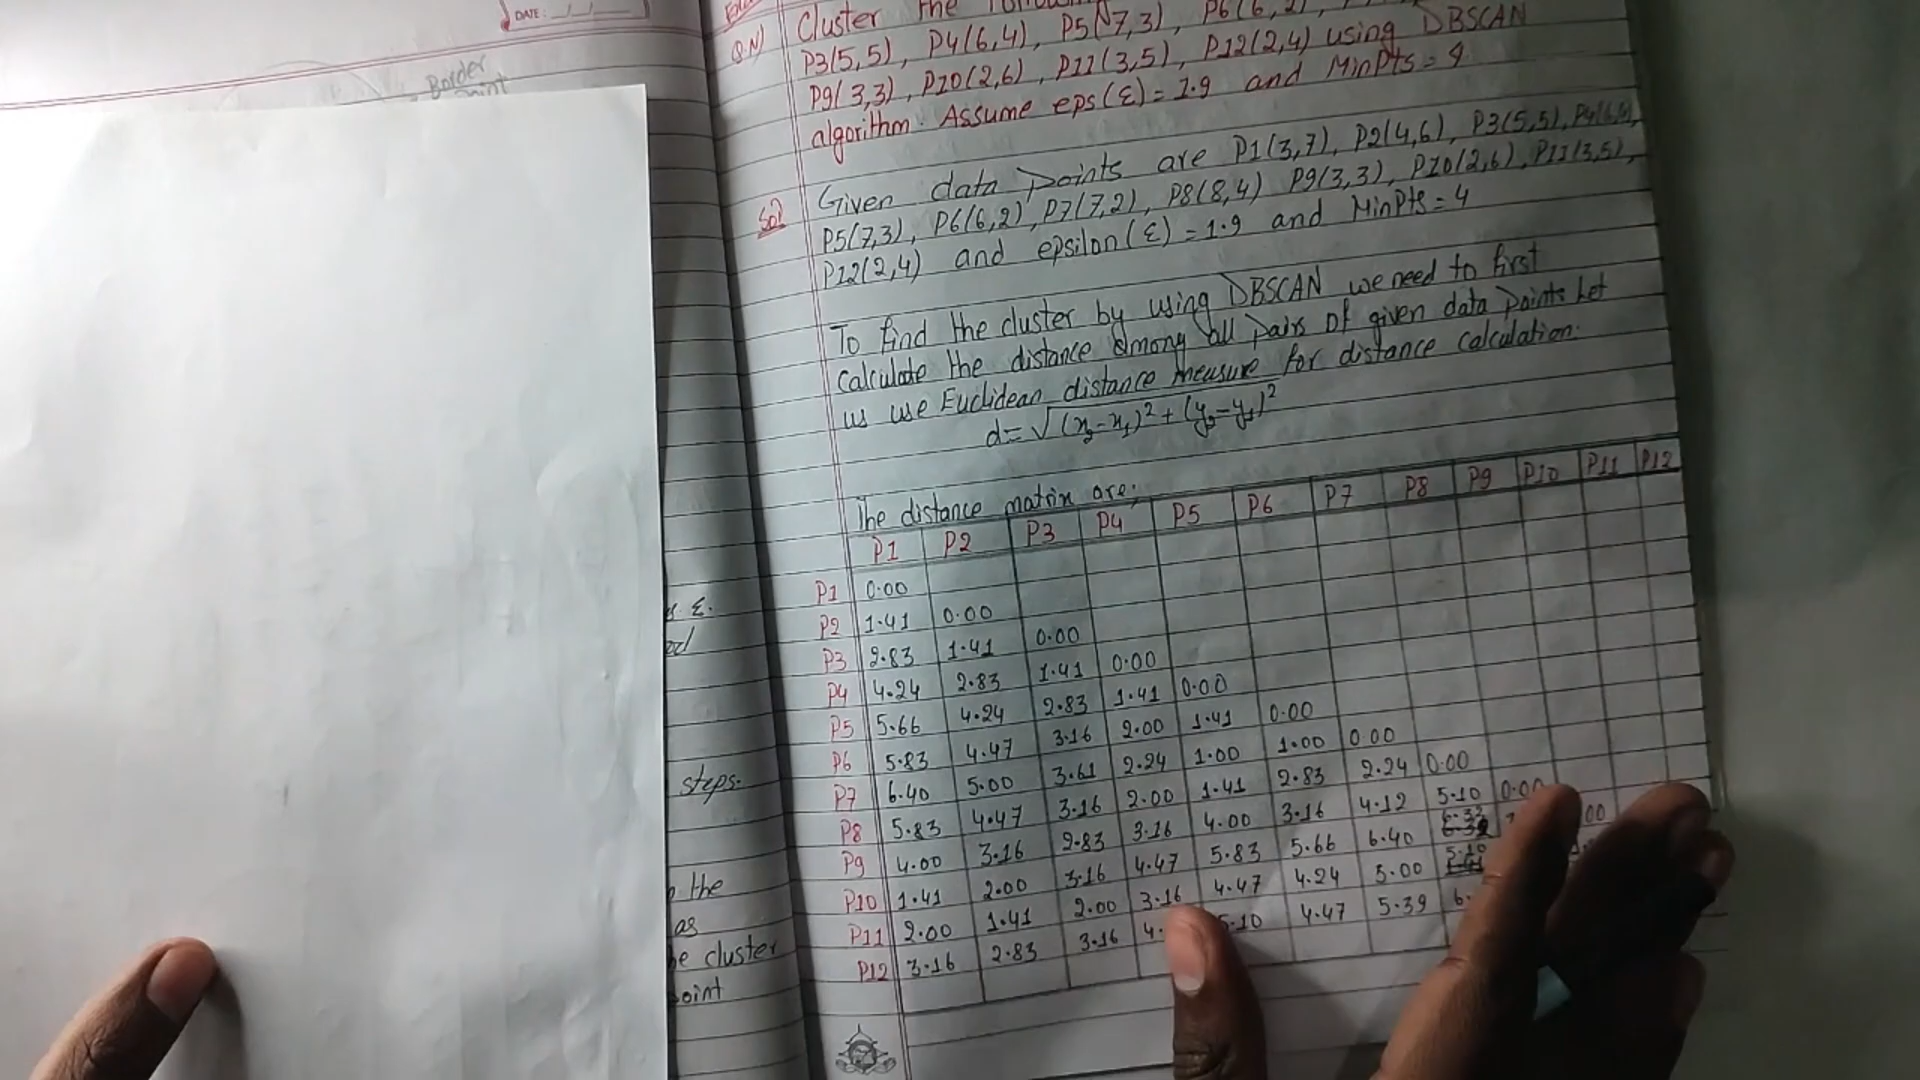 DATE: __/__/__
Border
point
ε.
steps.
the
as
cluster
point
Q.N) Cluster the
P3(5,5), P4(6,4), P5(7,3),
P9(3,3), P10(2,6), P11(3,5), P12(2,4) using DBSCAN
algorithm. Assume eps(ε)=1.9 and MinPts = 4
Given data points are P1(3,7), P2(4,6), P3(5,5), P4(6,4),
P5(7,3), P6(6,2), P7(7,2), P8(8,4) P9(3,3), P10(2,6), P11(3,5),
P12(2,4) and epsilon(ε) = 1.9 and MinPts = 4
To find the cluster by using DBSCAN we need to first
calculate the distance among all pairs of given data points Let
us use Euclidean distance measure for distance calculation.
d=√(x₂-x₁)²+(y₂-y₁)²
The distance matrix are;
P1 P2 P3 P4 P5 P6 P7 P8 P9 P10 P11 P12
P1 0.00
P2 1.41 0.00
P3 2.83 1.41 0.00
P4 4.24 2.83 1.41 0.00
P5 5.66 4.24 2.83 1.41 0.00
P6 5.83 4.47 3.16 2.00 1.41 0.00
P7 6.40 5.00 3.61 2.24 1.00 1.00 0.00
P8 5.83 4.47 3.16 2.00 1.41 2.83 2.24 0.00
P9 4.00 3.16 2.83 3.16 4.00 3.16 4.12 5.10 0.00
P10 1.41 2.00 3.16 4.47 5.83 5.66 6.40 6.32
P11 2.00 1.41 2.00 3.16 4.47 4.24 5.00 5.10
P12 3.16 2.83 3.16 4. 5.10 4.47 5.39 6.